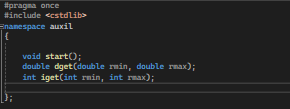 #pragma once
#include <cstdlib>
namespace auxil
{
void start();
double dget(double rmin, double rmax);
int iget(int rmin, int rmax);
};